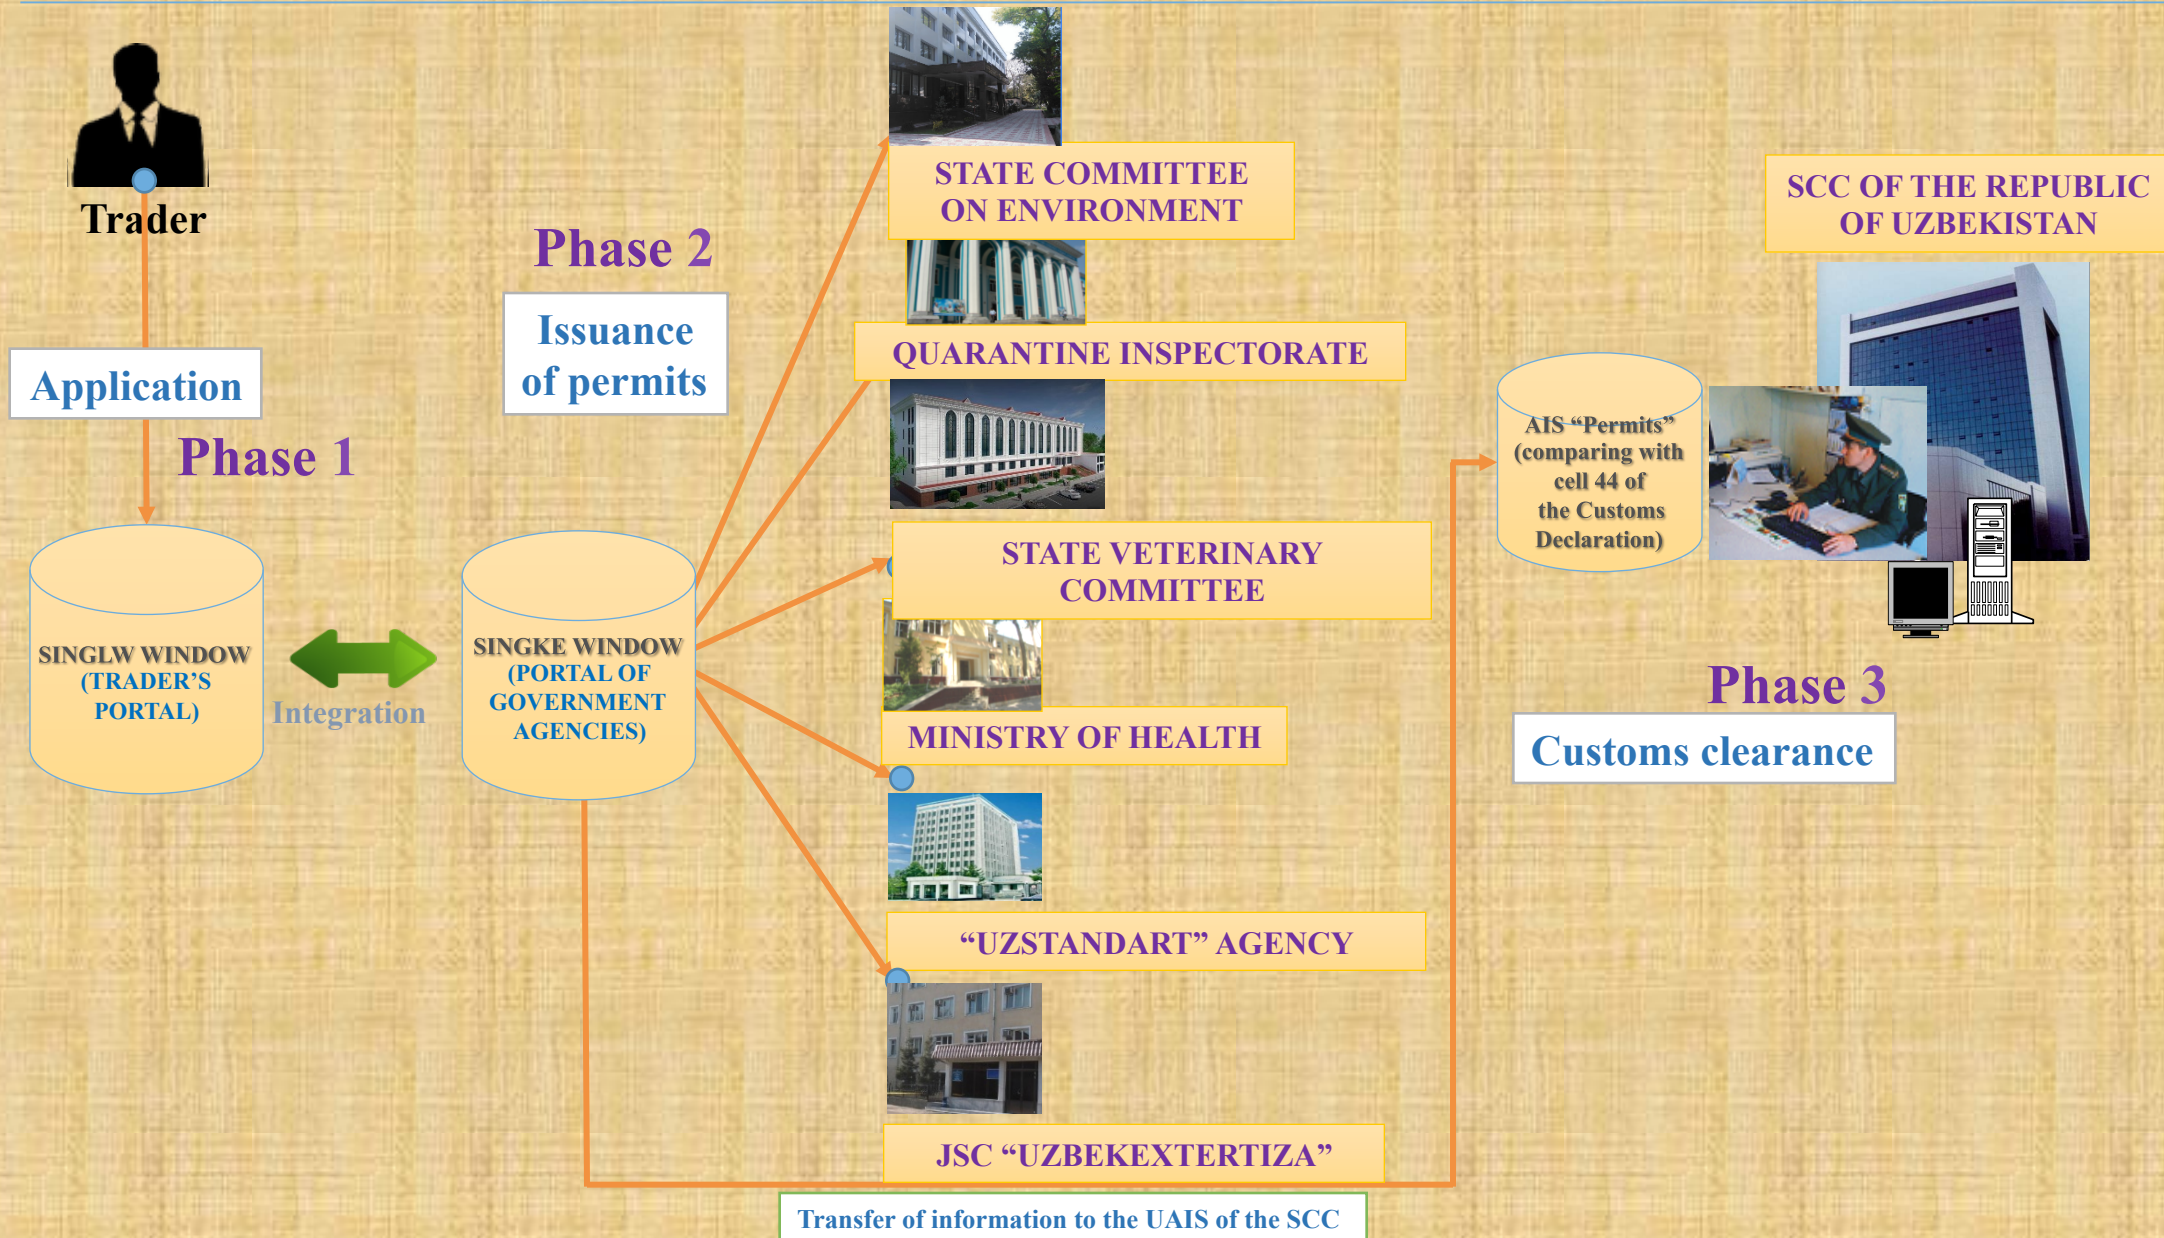 Trader
Application
Phase 1
SINGLW WINDOW
(TRADER’S
PORTAL)
Integration
Phase 2
Issuance
of permits
SINGKE WINDOW
(PORTAL OF
GOVERNMENT
AGENCIES)
STATE COMMITTEE
ON ENVIRONMENT
QUARANTINE INSPECTORATE
STATE VETERINARY
COMMITTEE
MINISTRY OF HEALTH
“UZSTANDART” AGENCY
JSC “UZBEKEXTERTIZA”
Transfer of information to the UAIS of the SCC
SCC OF THE REPUBLIC
OF UZBEKISTAN
AIS “Permits”
(comparing with
cell 44 of
the Customs
Declaration)
Phase 3
Customs clearance